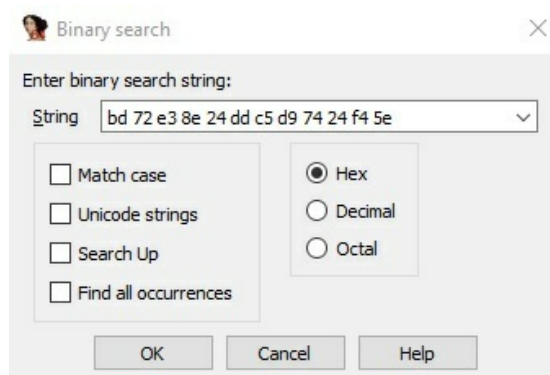 Binary search
Enter binary search string:
String bd 72 e3 8e 24 dd c5 d9 74 24 f4 5e
Match case
Unicode strings
Search Up
Find all occurrences
Hex
Decimal
Octal
OK Cancel Help